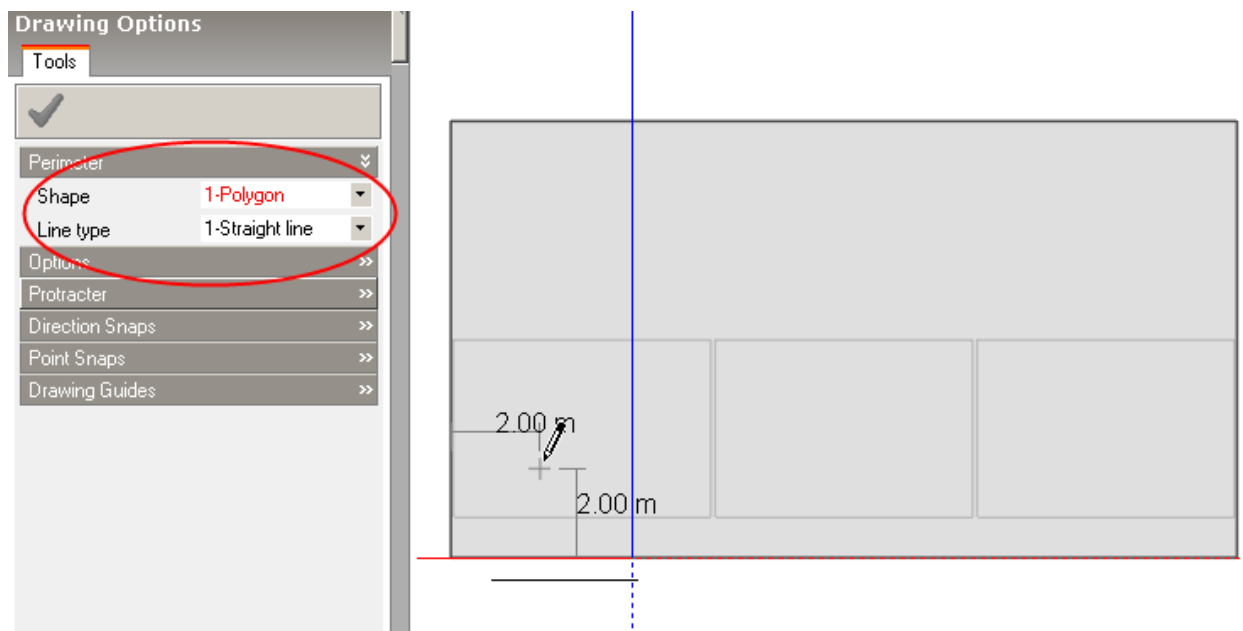 Drawing Options
Tools
Perimeter
Shape 1-Polygon
Line type 1-Straight line
Options
Protracter
Direction Snaps
Point Snaps
Drawing Guides
2.00 m
2.00 m